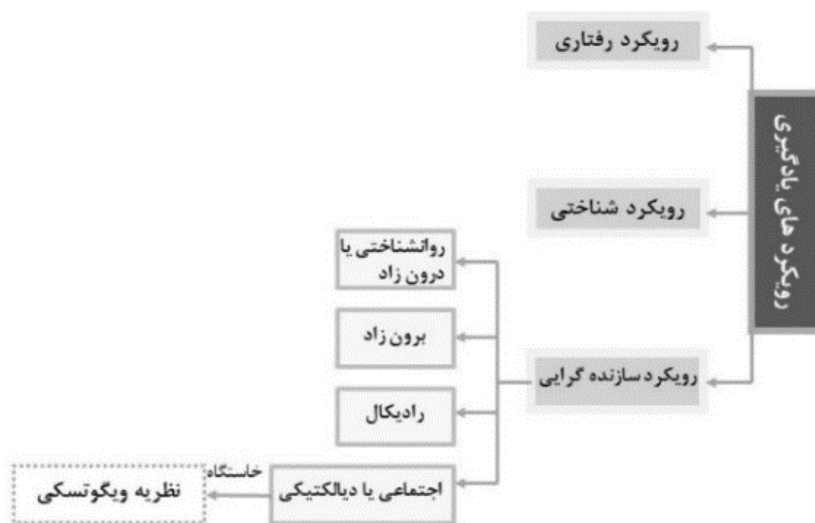 رویکرد های یادگیری
رویکرد رفتاری
رویکرد شناختی
رویکرد سازنده گرایی
روانشناختی یا
درون زاد
برون زاد
رادیکال
اجتماعی یا دیالکتیکی
خاستگاه
نظریه ویگوتسکی